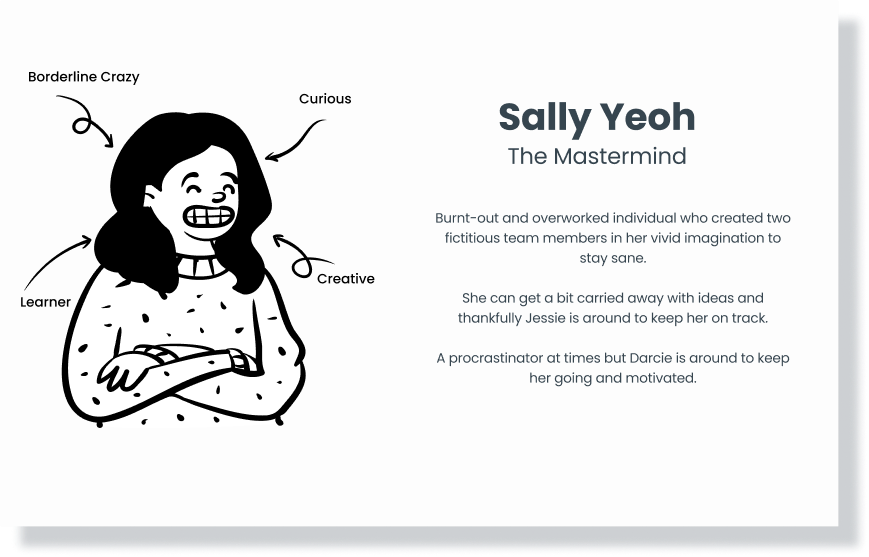 Borderline Crazy
Curious
Learner
Creative
Sally Yeoh
The Mastermind
Burnt-out and overworked individual who created two
fictitious team members in her vivid imagination to
stay sane.
She can get a bit carried away with ideas and
thankfully Jessie is around to keep her on track.
A procrastinator at times but Darcie is around to keep
her going and motivated.